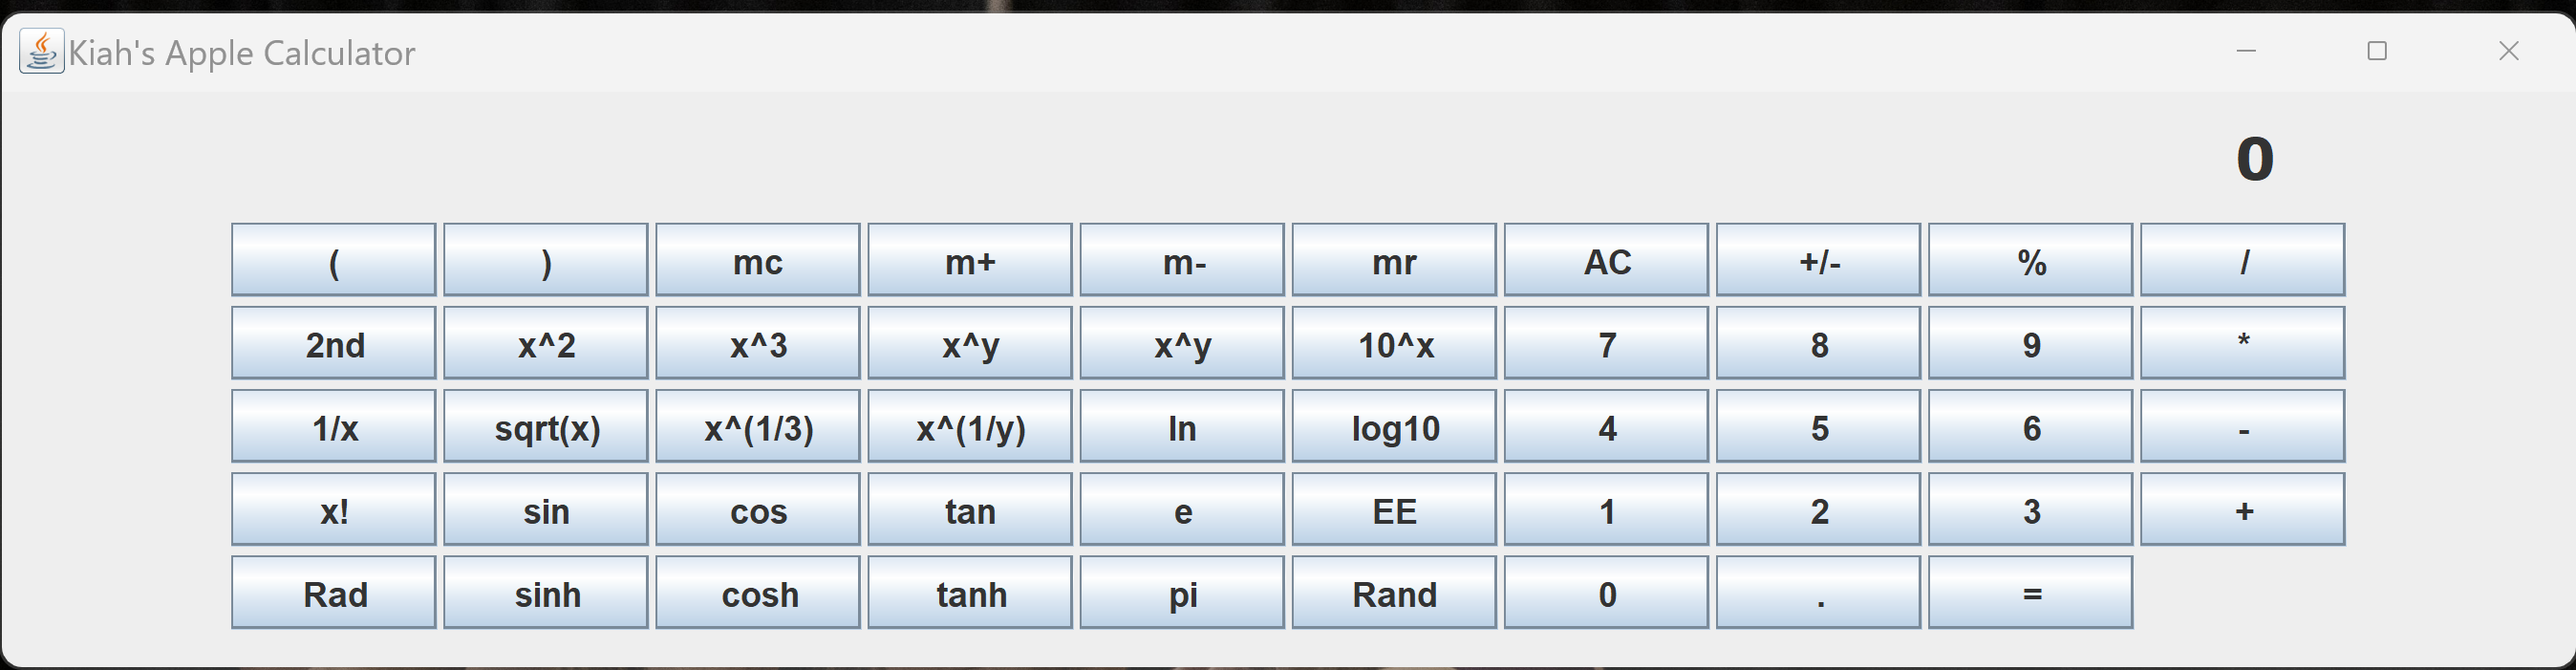 Kiah's Apple Calculator
0
( ) mc m+ m- mr AC +/- % /
2nd x^2 x^3 x^y x^y 10^x 7 8 9 *
1/x sqrt(x) x^(1/3) x^(1/y) ln log10 4 5 6 -
x! sin cos tan e EE 1 2 3 +
Rad sinh cosh tanh pi Rand 0 . =